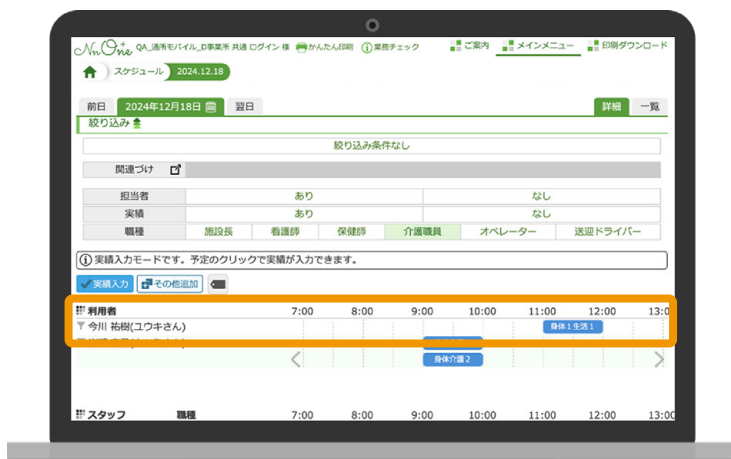 NnOne QA_通所モバイル_D事業所 共通 ログイン 様 かんたん印刷 業務チェック ご案内 メインメニュー 印刷ダウンロード
スケジュール 2024.12.18
前日 2024年12月18日 翌日 詳細 一覧
絞り込み
絞り込み条件なし
関連づけ
担当者 あり なし
実績 あり なし
職種 施設長 看護師 保健師 介護職員 オペレーター 送迎ドライバー
実績入力モードです。予定のクリックで実績が入力できます。
実績入力 その他追加
利用者 7:00 8:00 9:00 10:00 11:00 12:00 13:0
今川 祐樹(ユウキさん) 身体1生活1
身体介護2
スタッフ 職種 7:00 8:00 9:00 10:00 11:00 12:00 13:00